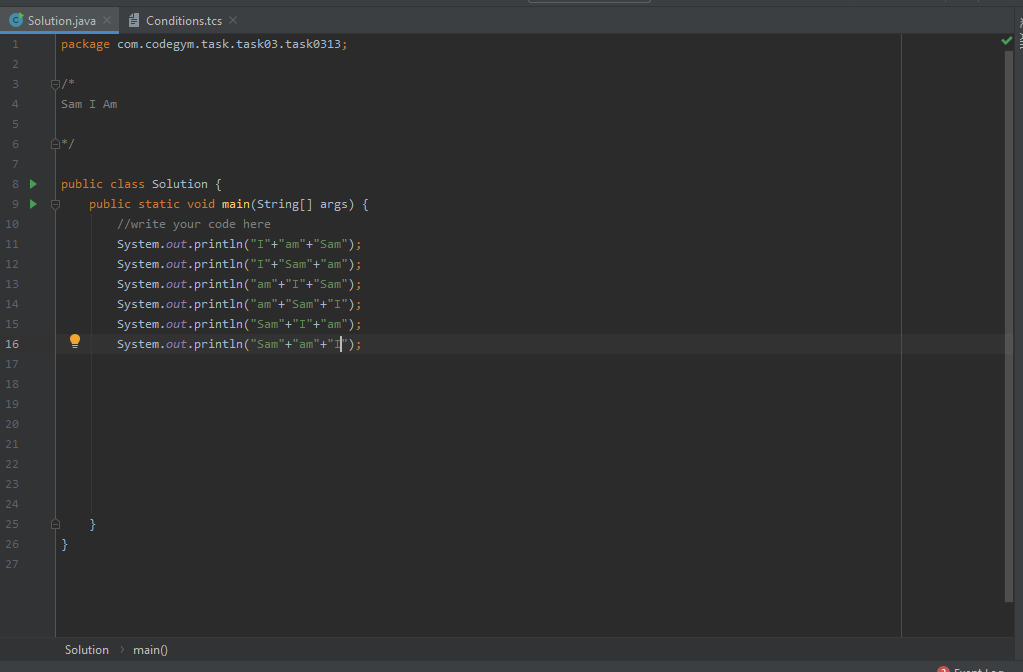 Solution.java
Conditions.tcs
1 package com.codegym.task.task03.task0313;
2
3 /*
4 Sam I Am
5
6 */
7
8 public class Solution {
9 public static void main(String[] args) {
10 //write your code here
11 System.out.println("I"+"am"+"Sam");
12 System.out.println("I"+"Sam"+"am");
13 System.out.println("am"+"I"+"Sam");
14 System.out.println("am"+"Sam"+"I");
15 System.out.println("Sam"+"I"+"am");
16 System.out.println("Sam"+"am"+"I");
17
18
19
20
21
22
23
24
25 }
26 }
27
Solution > main()
Event Log